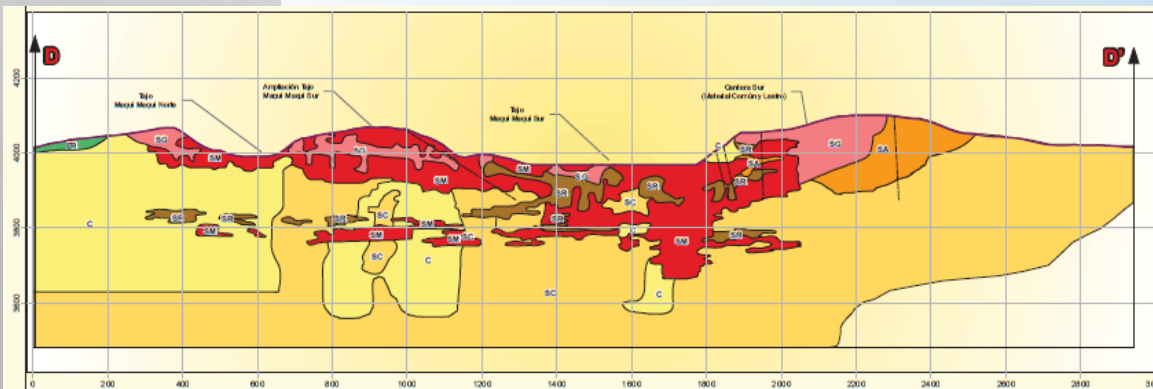 D
D'
4200
4000
3800
3600
Tajo
Maqui Maqui Norte
Ampliación Tajo
Maqui Maqui Sur
Tajo
Maqui Maqui Sur
Cantera Sur
(Material Común y Lastre)
SG
SM
C
SR
SR
SM
SG
SM
SR
SC
SM
SM
SC
SM
SC
C
SM
SG
SR
SR
SC
SR
C
SM
SC
C
C
SR
SA
SR
SR
SG
SA
0
200
400
600
800
1000
1200
1400
1600
1800
2000
2200
2400
2600
2800